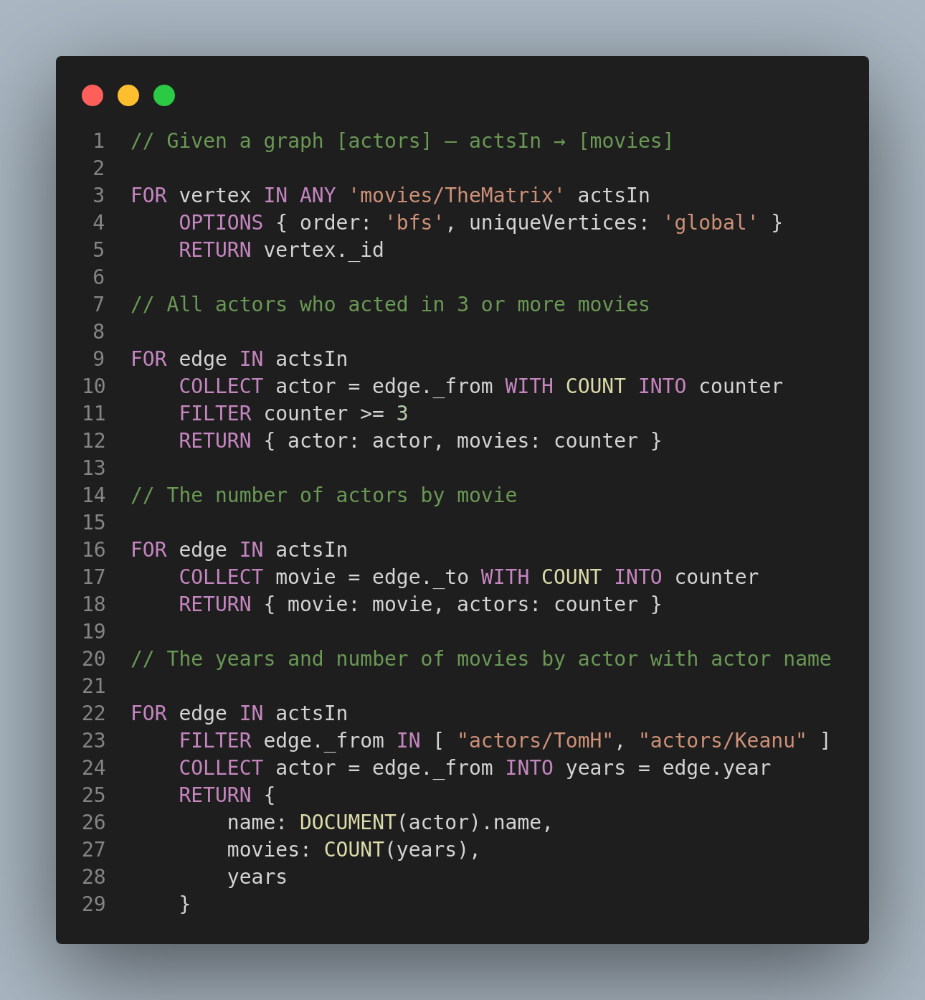 1 // Given a graph [actors] – actsIn → [movies]
2
3 FOR vertex IN ANY 'movies/TheMatrix' actsIn
4     OPTIONS { order: 'bfs', uniqueVertices: 'global' }
5     RETURN vertex._id
6
7 // All actors who acted in 3 or more movies
8
9 FOR edge IN actsIn
10     COLLECT actor = edge._from WITH COUNT INTO counter
11     FILTER counter >= 3
12     RETURN { actor: actor, movies: counter }
13
14 // The number of actors by movie
15
16 FOR edge IN actsIn
17     COLLECT movie = edge._to WITH COUNT INTO counter
18     RETURN { movie: movie, actors: counter }
19
20 // The years and number of movies by actor with actor name
21
22 FOR edge IN actsIn
23     FILTER edge._from IN [ "actors/TomH", "actors/Keanu" ]
24     COLLECT actor = edge._from INTO years = edge.year
25     RETURN {
26         name: DOCUMENT(actor).name,
27         movies: COUNT(years),
28         years
29     }